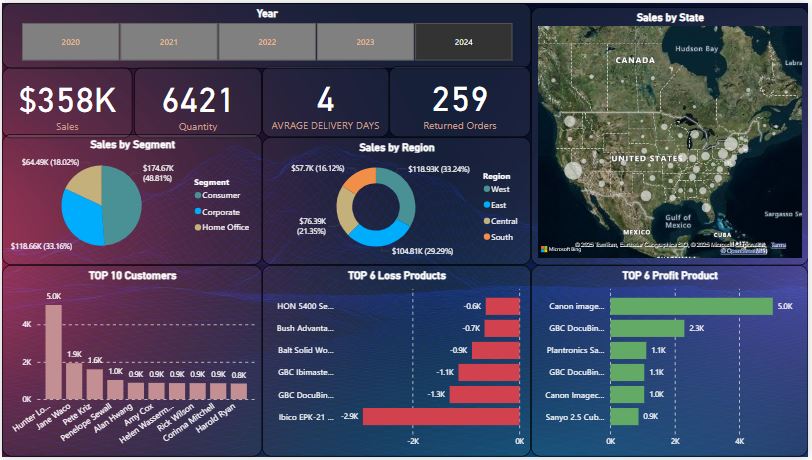 Year
2020
2021
2022
2023
2024
$358K
Sales
6421
Quantity
4
AVRAGE DELIVERY DAYS
259
Returned Orders
Sales by State
CANADA
Hudson Bay
UNITED STATES
MEXICO
Gulf of
Mexico
CUBA
Sargasso Se
Microsoft Bing
© 2025 TomTom, Earthstar Geographics SIO, © 2025 Microsoft Corporation, Terms
© OpenStreetMap
Sales by Segment
$64.49K (18.02%)
$174.67K
(48.81%)
$118.66K (33.16%)
Segment
Consumer
Corporate
Home Office
Sales by Region
$57.7K (16.12%)
$118.93K (33.24%)
$76.39K
(21.35%)
$104.81K (29.29%)
Region
West
East
Central
South
TOP 10 Customers
4K
2K
0K
5.0K
1.9K
1.6K
1.0K
0.9K
0.9K
0.9K
0.9K
0.9K
0.8K
Hunter Lo...
Jane Waco
Pete Kriz
Penelope Sewall
Alan Hwang
Amy Cox
Helen Wasserm...
Rick Wilson
Corinna Mitchell
Harold Ryan
TOP 6 Loss Products
HON 5400 Se... -0.6K
Bush Advanta... -0.7K
Balt Solid Wo... -0.9K
GBC Ibimaste... -1.1K
GBC DocuBin... -1.3K
Ibico EPK-21 ... -2.9K
-2K
0K
TOP 6 Profit Product
Canon image... 5.0K
GBC DocuBin... 2.3K
Plantronics Sa... 1.1K
GBC DocuBin... 1.1K
Canon Imagec... 1.0K
Sanyo 2.5 Cub... 0.9K
0K
2K
4K